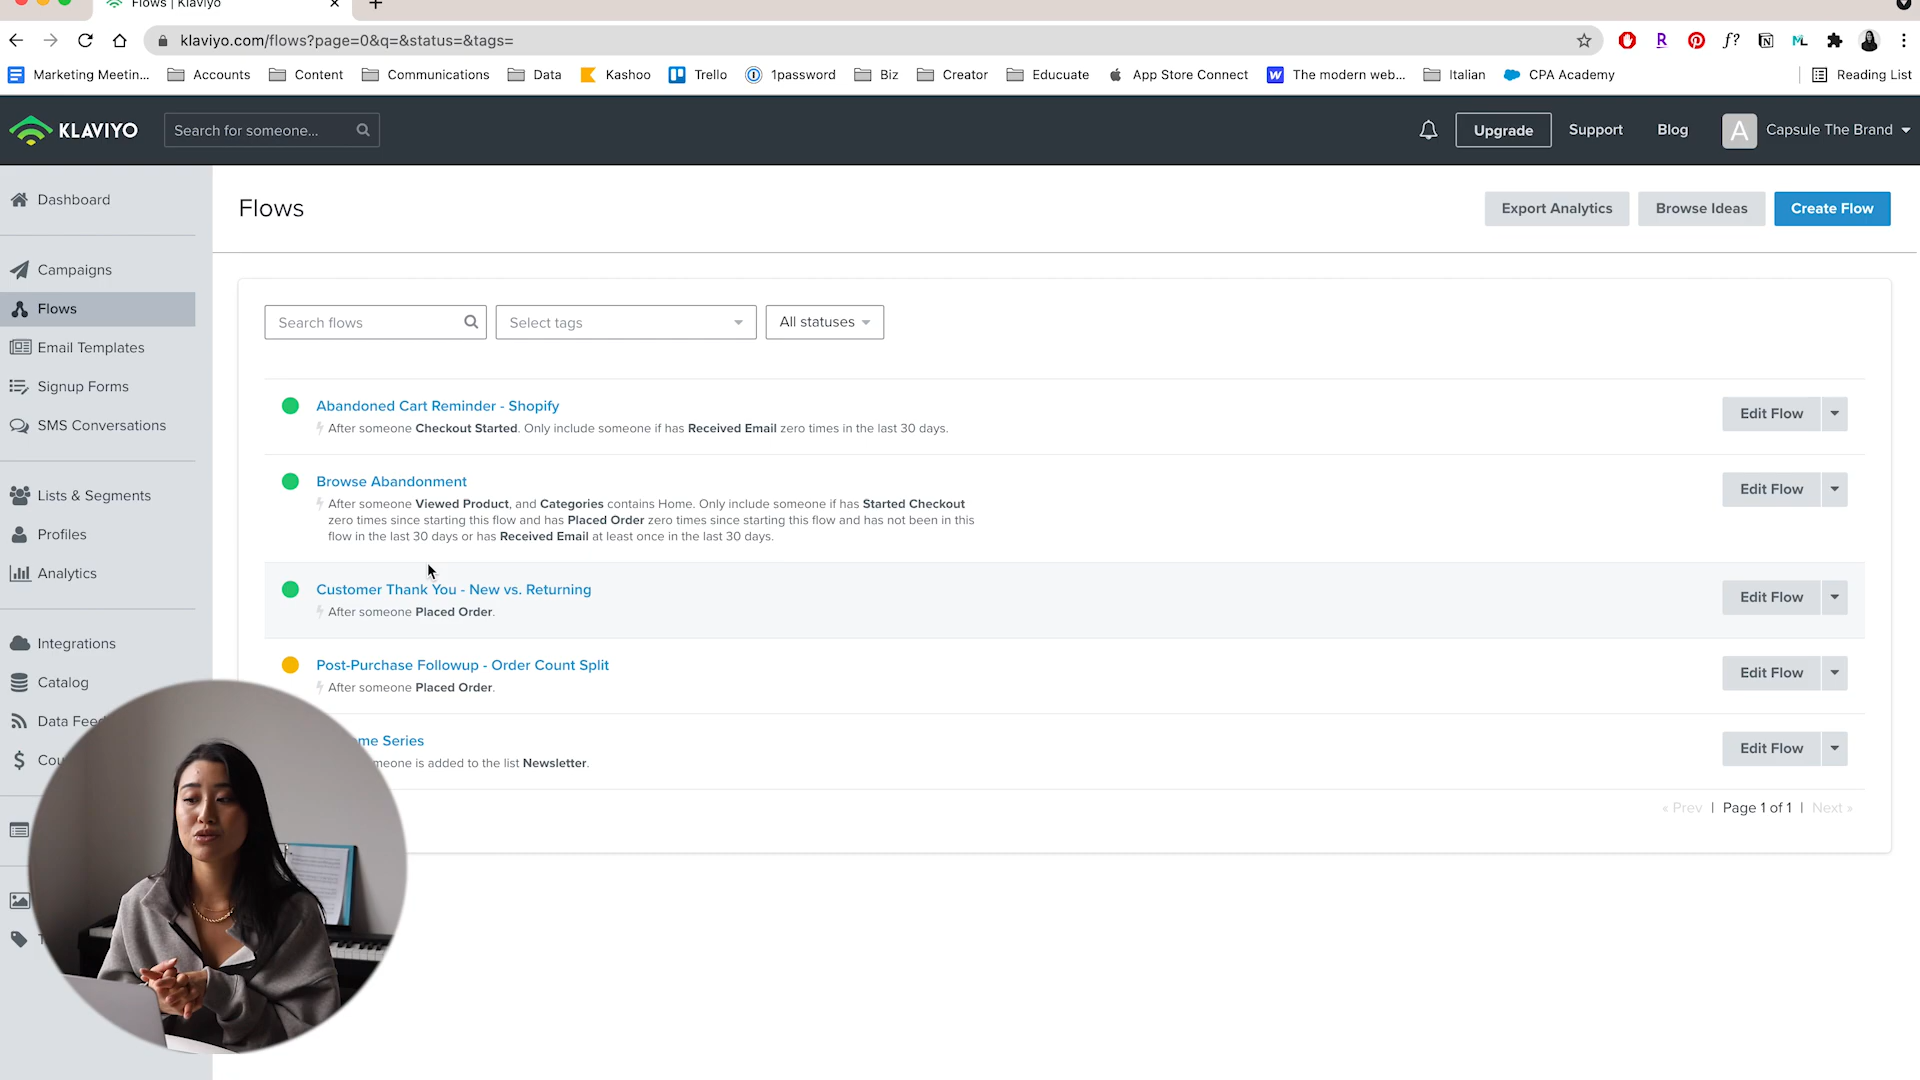 Flows | Klaviyo
klaviyo.com/flows?page=0&q=&status=&tags=
Marketing Meetin... Accounts Content Communications Data Kashoo Trello 1password Biz Creator Educuate App Store Connect The modern web... Italian CPA Academy Reading List
KLAVIYO Search for someone... Upgrade Support Blog A Capsule The Brand
Dashboard
Campaigns
Flows
Email Templates
Signup Forms
SMS Conversations
Lists & Segments
Profiles
Analytics
Integrations
Catalog
Data Feed
Cou
Flows Export Analytics Browse Ideas Create Flow
Search flows Select tags All statuses
Abandoned Cart Reminder - Shopify
After someone Checkout Started. Only include someone if has Received Email zero times in the last 30 days.
Edit Flow
Browse Abandonment
After someone Viewed Product, and Categories contains Home. Only include someone if has Started Checkout
zero times since starting this flow and has Placed Order zero times since starting this flow and has not been in this
flow in the last 30 days or has Received Email at least once in the last 30 days.
Edit Flow
Customer Thank You - New vs. Returning
After someone Placed Order.
Edit Flow
Post-Purchase Followup - Order Count Split
After someone Placed Order.
Edit Flow
me Series
meone is added to the list Newsletter.
Edit Flow
« Prev | Page 1 of 1 | Next »